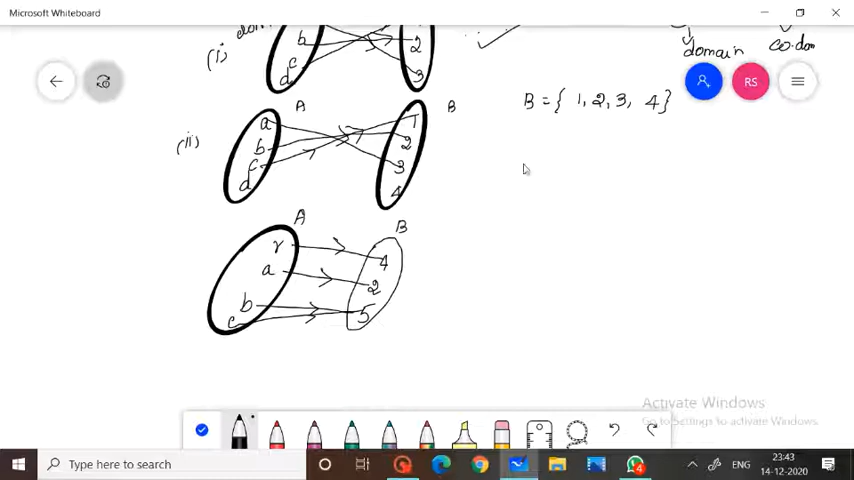 Microsoft Whiteboard
(i) domain
b 2 domain co-dom
c
d 3
RS
A B B = { 1, 2, 3, 4 }
(ii) a 1
b 2
c 3
d 4
A B
r 4
a 2
b 5
c
Activate Windows
Go to Settings to activate Windows.
Type here to search
4
ENG
23:43
14-12-2020